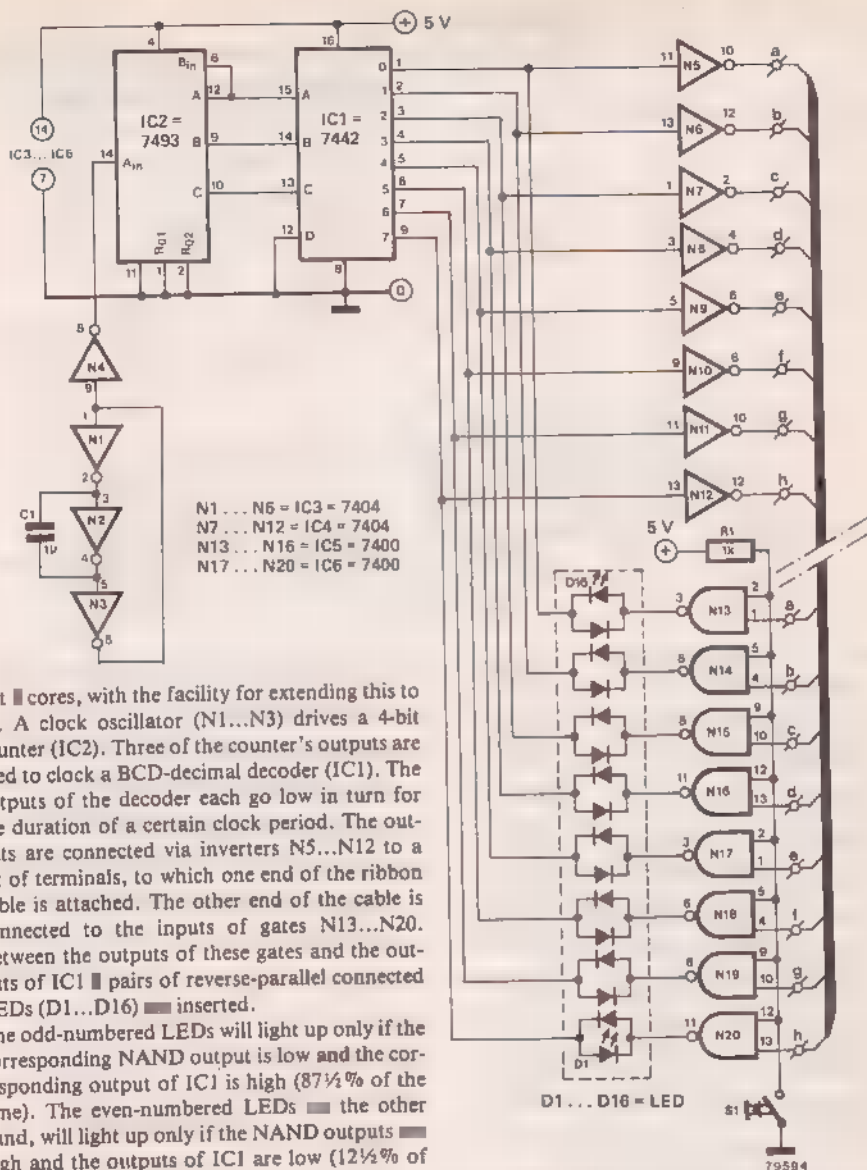 5 V
4
16
Bin
6
A
12
15
A
0
1
11
N5
10
a
IC2 =
7493
IC1 =
7442
1
2
13
N6
12
b
14
IC3 ... IC6
7
14
Ain
B
9
14
B
2
3
3
4
1
N7
2
c
C
10
13
C
4
5
5
6
3
N8
4
d
6
7
12
D
7
9
5
N9
6
e
RQ1
RQ2
11
1
2
8
0
9
N10
f
8
N4
9
11
N11
10
g
1
N1
2
3
13
N12
12
h
C1
1µ
N2
4
5
N3
6
N1 ... N6 = IC3 = 7404
N7 ... N12 = IC4 = 7404
N13 ... N16 = IC5 = 7400
N17 ... N20 = IC6 = 7400
5 V
R1
1k
D16
3
N13
2
1
a
6
N14
5
4
b
8
N15
9
10
c
11
N16
12
13
d
3
N17
2
1
e
6
N18
5
4
f
N19
9
10
g
11
N20
12
13
h
D1
D1 ... D16 = LED
S1
79594
t cores, with the facility for extending this to
. A clock oscillator (N1...N3) drives a 4-bit
unter (IC2). Three of the counter's outputs are
ed to clock a BCD-decimal decoder (IC1). The
tputs of the decoder each go low in turn for
e duration of a certain clock period. The out-
ts are connected via inverters N5...N12 to a
t of terminals, to which one end of the ribbon
ble is attached. The other end of the cable is
nnected to the inputs of gates N13...N20.
etween the outputs of these gates and the out-
ts of IC1 pairs of reverse-parallel connected
EDs (D1...D16) inserted.
he odd-numbered LEDs will light up only if the
rresponding NAND output is low and the cor-
sponding output of IC1 is high (87½% of the
me). The even-numbered LEDs the other
and, will light up only if the NAND outputs
gh and the outputs of IC1 are low (12½% of